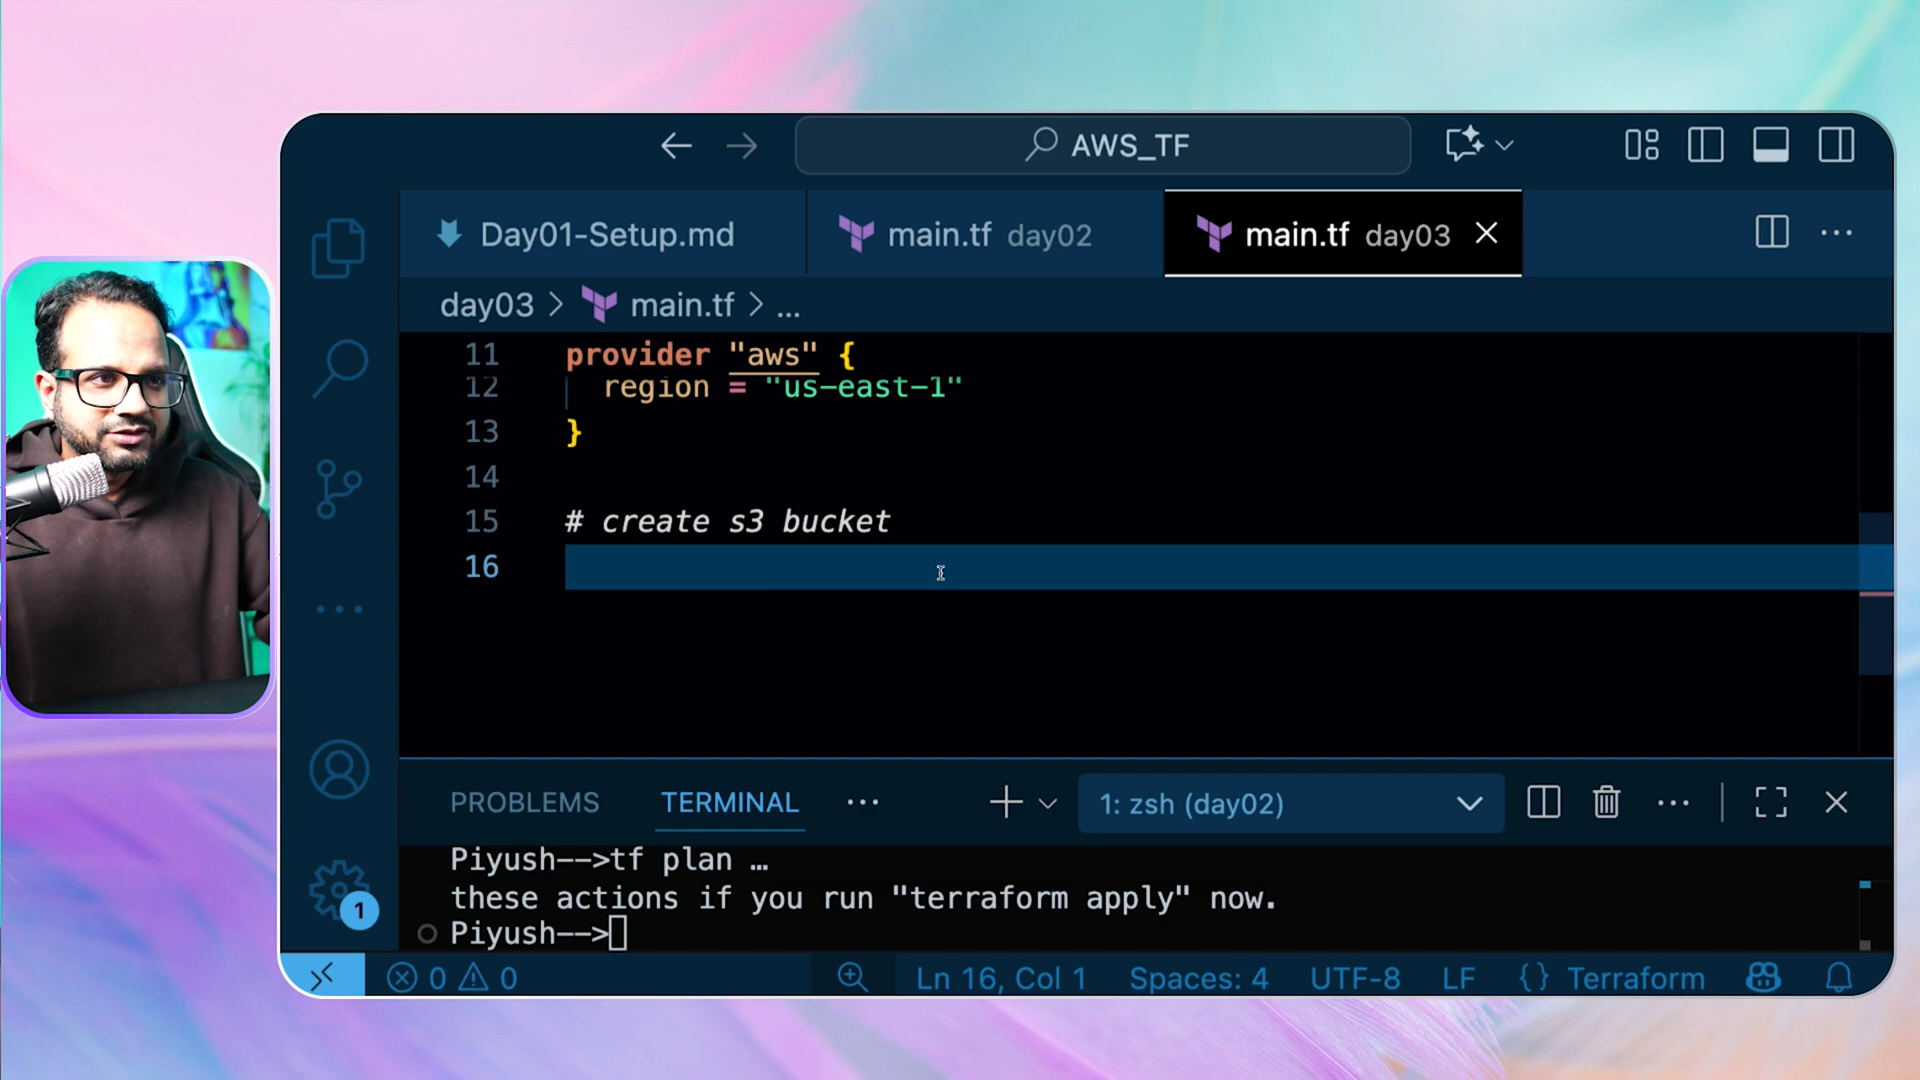 AWS_TF
Day01-Setup.md
main.tf day02
main.tf day03
day03 > main.tf > ...
11 provider "aws" {
12 region = "us-east-1"
13 }
14
15 # create s3 bucket
16
PROBLEMS TERMINAL ...
1: zsh (day02)
Piyush-->tf plan …
these actions if you run "terraform apply" now.
Piyush-->
1
0 0
Ln 16, Col 1 Spaces: 4 UTF-8 LF {} Terraform